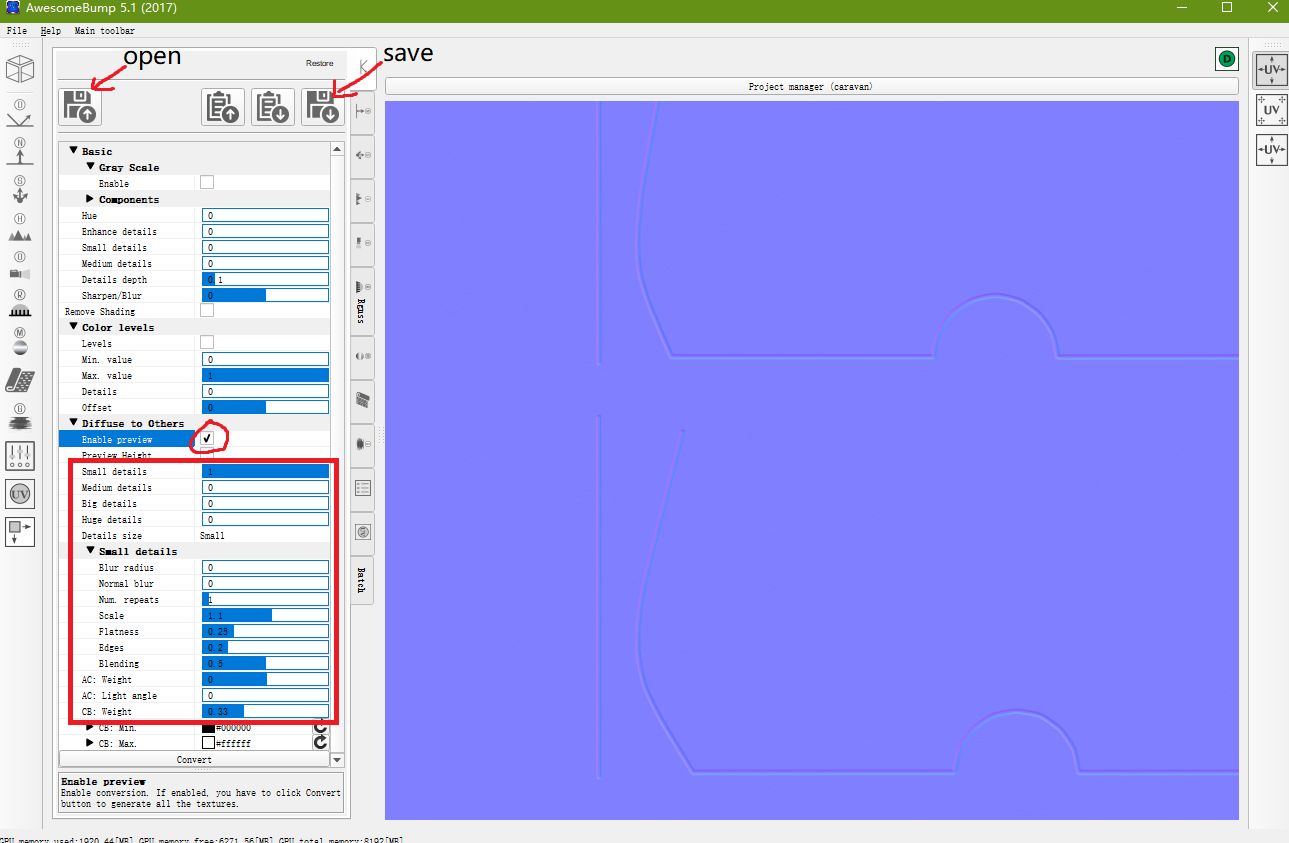 AwesomeBump 5.1 (2017)
File Help Main toolbar
open
save
Restore
Project manager (caravan)
D
UV
UV
UV
Basic
Gray Scale
Enable
Components
Hue 0
Enhance details 0
Small details 0
Medium details 0
Details depth 0.1
Sharpen/Blur 0
Remove Shading
Color levels
Levels
Min. value 0
Max. value 1
Details 0
Offset 0
Diffuse to Others
Enable preview
Preview Height
Small details 1
Medium details 0
Big details 0
Huge details 0
Details size Small
Small details
Blur radius 0
Normal blur 0
Num. repeats 1
Scale 1.1
Flatness 0.25
Edges 0.2
Blending 0.5
AC: Weight 0
AC: Light angle 0
CB: Weight 0.33
CB: Min. #000000
CB: Max. #ffffff
Convert
Enable preview
Enable conversion. If enabled, you have to click Convert
button to generate all the textures.
D
N
S
H
O
R
M
G
UV
Batch
GPU memory used:1920.44[MB] GPU memory free:6271.56[MB] GPU total memory:8192[MB]